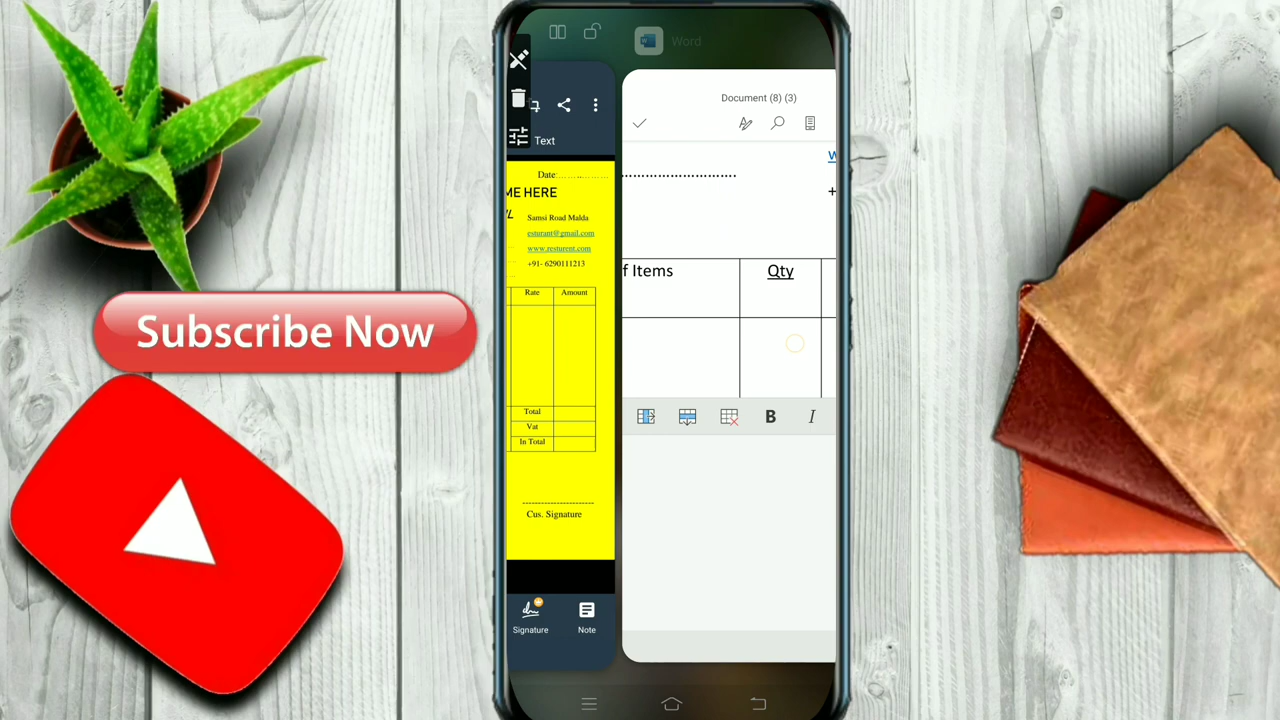 Word
Document (8) (3)
Text
Date:
ME HERE
Samsi Road Malda
esturant@gmail.com
www.resturent.com
+91- 6290111213
Rate
Amount
Total
Vat
In Total
Cus. Signature
Signature
Note
W
+
f Items
Qty
B
I
Subscribe Now